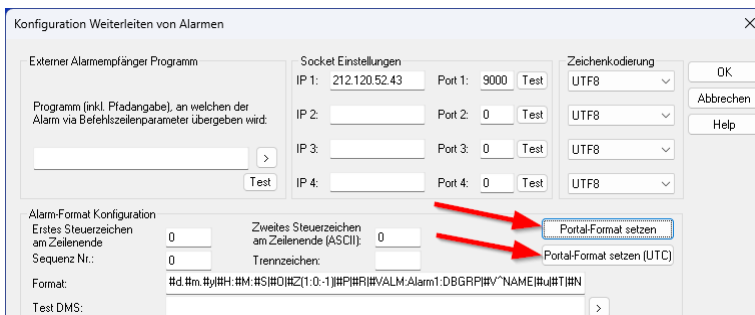 Konfiguration Weiterleiten von Alarmen
Externer Alarmempfänger Programm
Programm (inkl. Pfadangabe), an welchen der
Alarm via Befehlszeilenparameter übergeben wird:
>
Test
Socket Einstellungen
IP 1: 212.120.52.43 Port 1: 9000 Test
IP 2: Port 2: 0 Test
IP 3: Port 3: 0 Test
IP 4: Port 4: 0 Test
Zeichenkodierung
UTF8
UTF8
UTF8
UTF8
OK
Abbrechen
Help
Alarm-Format Konfiguration
Erstes Steuerzeichen
am Zeilenende
0
Zweites Steuerzeichen
am Zeilenende (ASCII):
0
Portal-Format setzen
Sequenz Nr.: 0 Trennzeichen:
Portal-Format setzen (UTC)
Format: #d.#m.#y|#H:#M:#S|#O|#Z(1:0:-1)|#P|#R|#VALM:Alarm1:DBGRP|#V^NAME|#u|#T|#N
Test DMS:
>